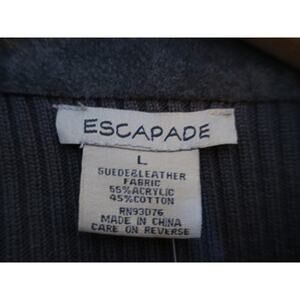 ESCAPADE
L
SUEDE&LEATHER
FABRIC
55%ACRYLIC
45%COTTON
RN93076
MADE IN CHINA
CARE ON REVERSE